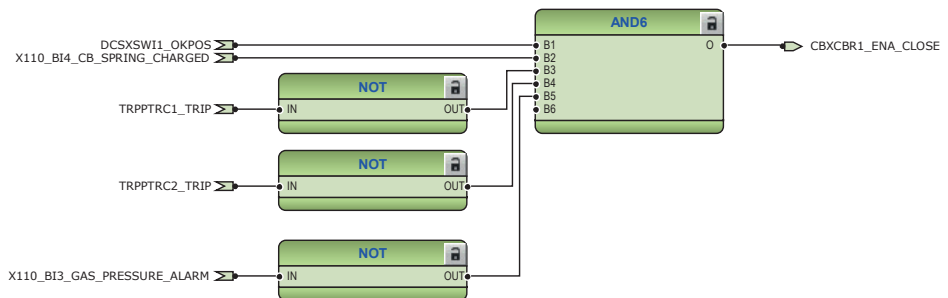 AND6
DCSXSWI1_OKPOS B1 O CBXCBR1_ENA_CLOSE
X110_BI4_CB_SPRING_CHARGED B2
B3
NOT B4
B5
TRPPTRC1_TRIP IN OUT B6
NOT
TRPPTRC2_TRIP IN OUT
NOT
X110_BI3_GAS_PRESSURE_ALARM IN OUT